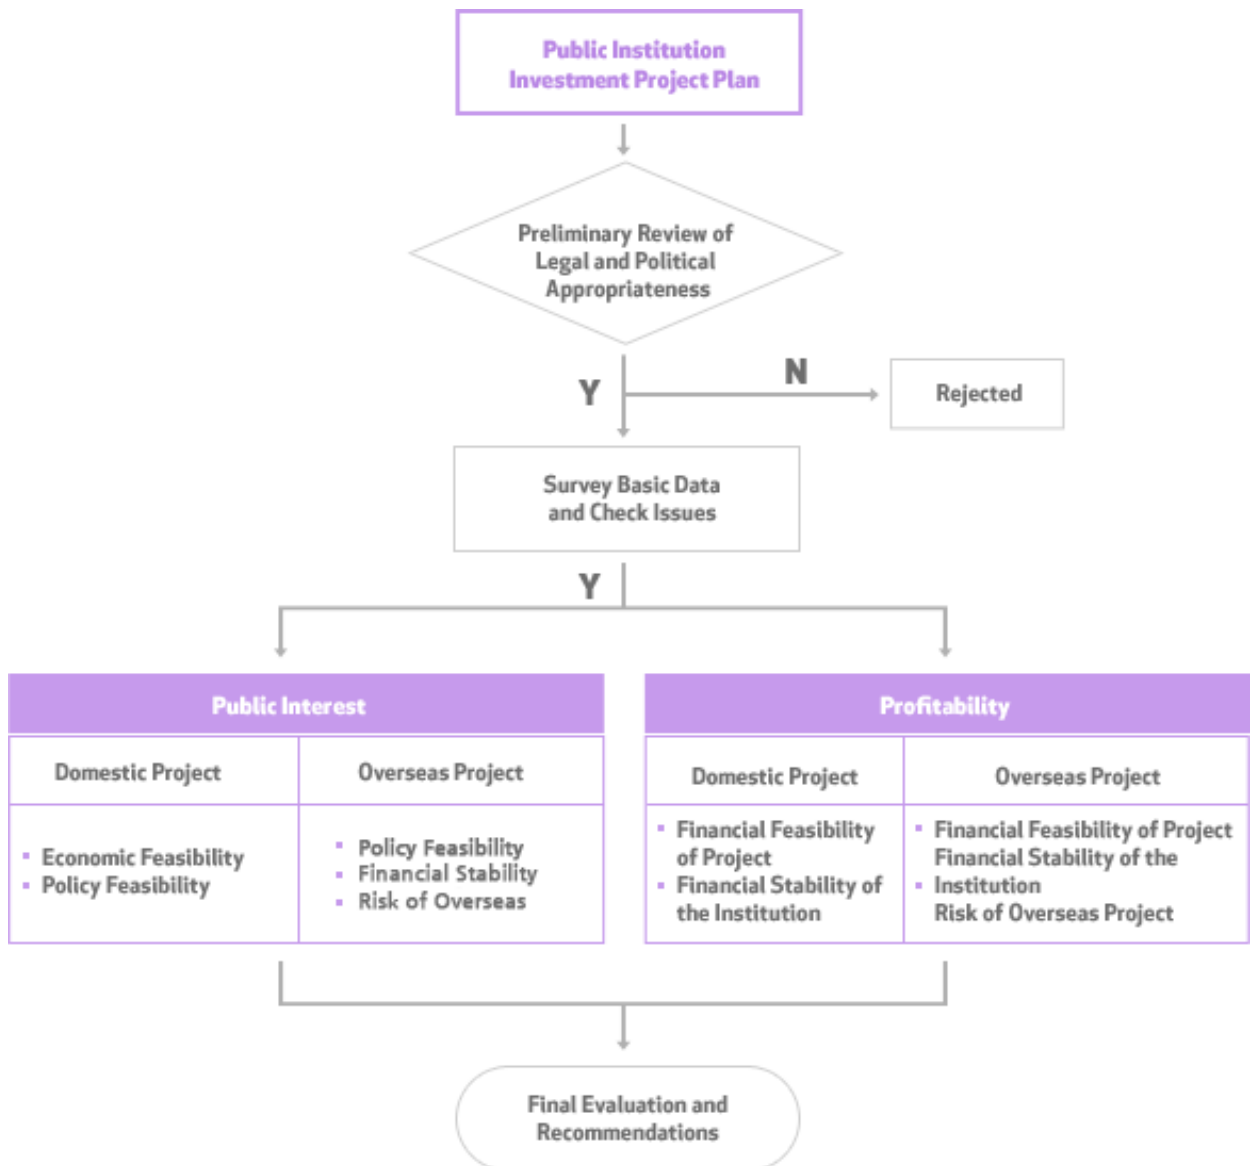 Public Institution
Investment Project Plan
Preliminary Review of
Legal and Political
Appropriateness
Y
N
Rejected
Survey Basic Data
and Check Issues
Y
Public Interest
Domestic Project
Overseas Project
Economic Feasibility
Policy Feasibility
Policy Feasibility
Financial Stability
Risk of Overseas
Profitability
Domestic Project
Overseas Project
Financial Feasibility
of Project
Financial Stability of
the Institution
Financial Feasibility of Project
Financial Stability of the
Institution
Risk of Overseas Project
Final Evaluation and
Recommendations